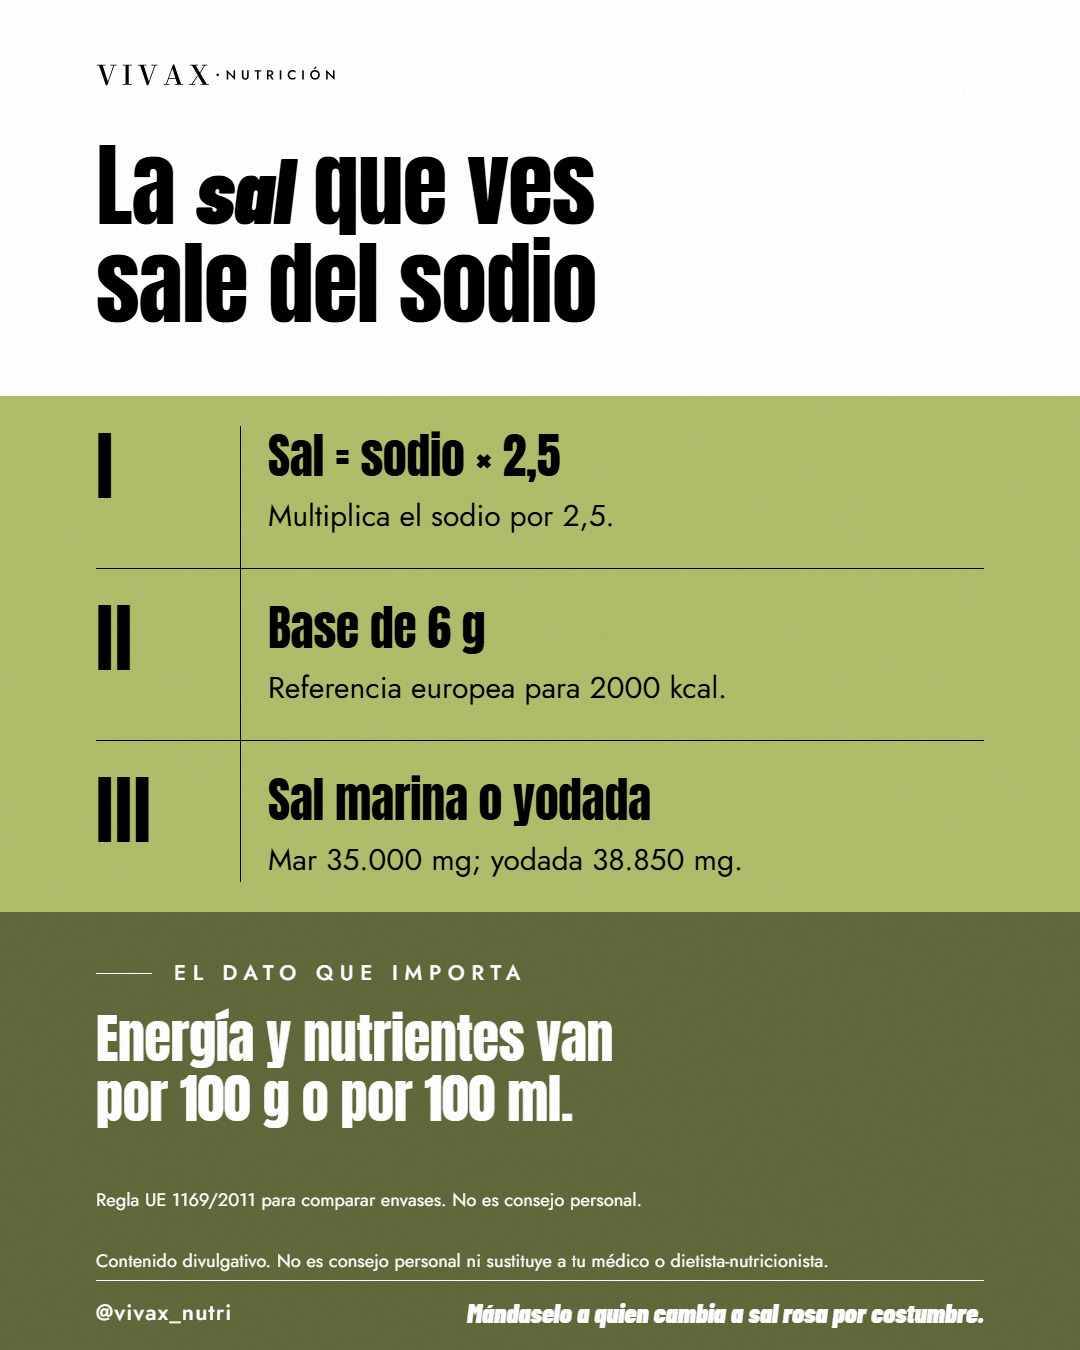 VIVAX · NUTRICIÓN
La sal que ves
sale del sodio
I
Sal = sodio × 2,5
Multiplica el sodio por 2,5.
II
Base de 6 g
Referencia europea para 2000 kcal.
III
Sal marina o yodada
Mar 35.000 mg; yodada 38.850 mg.
EL DATO QUE IMPORTA
Energía y nutrientes van
por 100 g o por 100 ml.
Regla UE 1169/2011 para comparar envases. No es consejo personal.
Contenido divulgativo. No es consejo personal ni sustituye a tu médico o dietista-nutricionista.
@vivax_nutri
Mándaselo a quien cambia a sal rosa por costumbre.